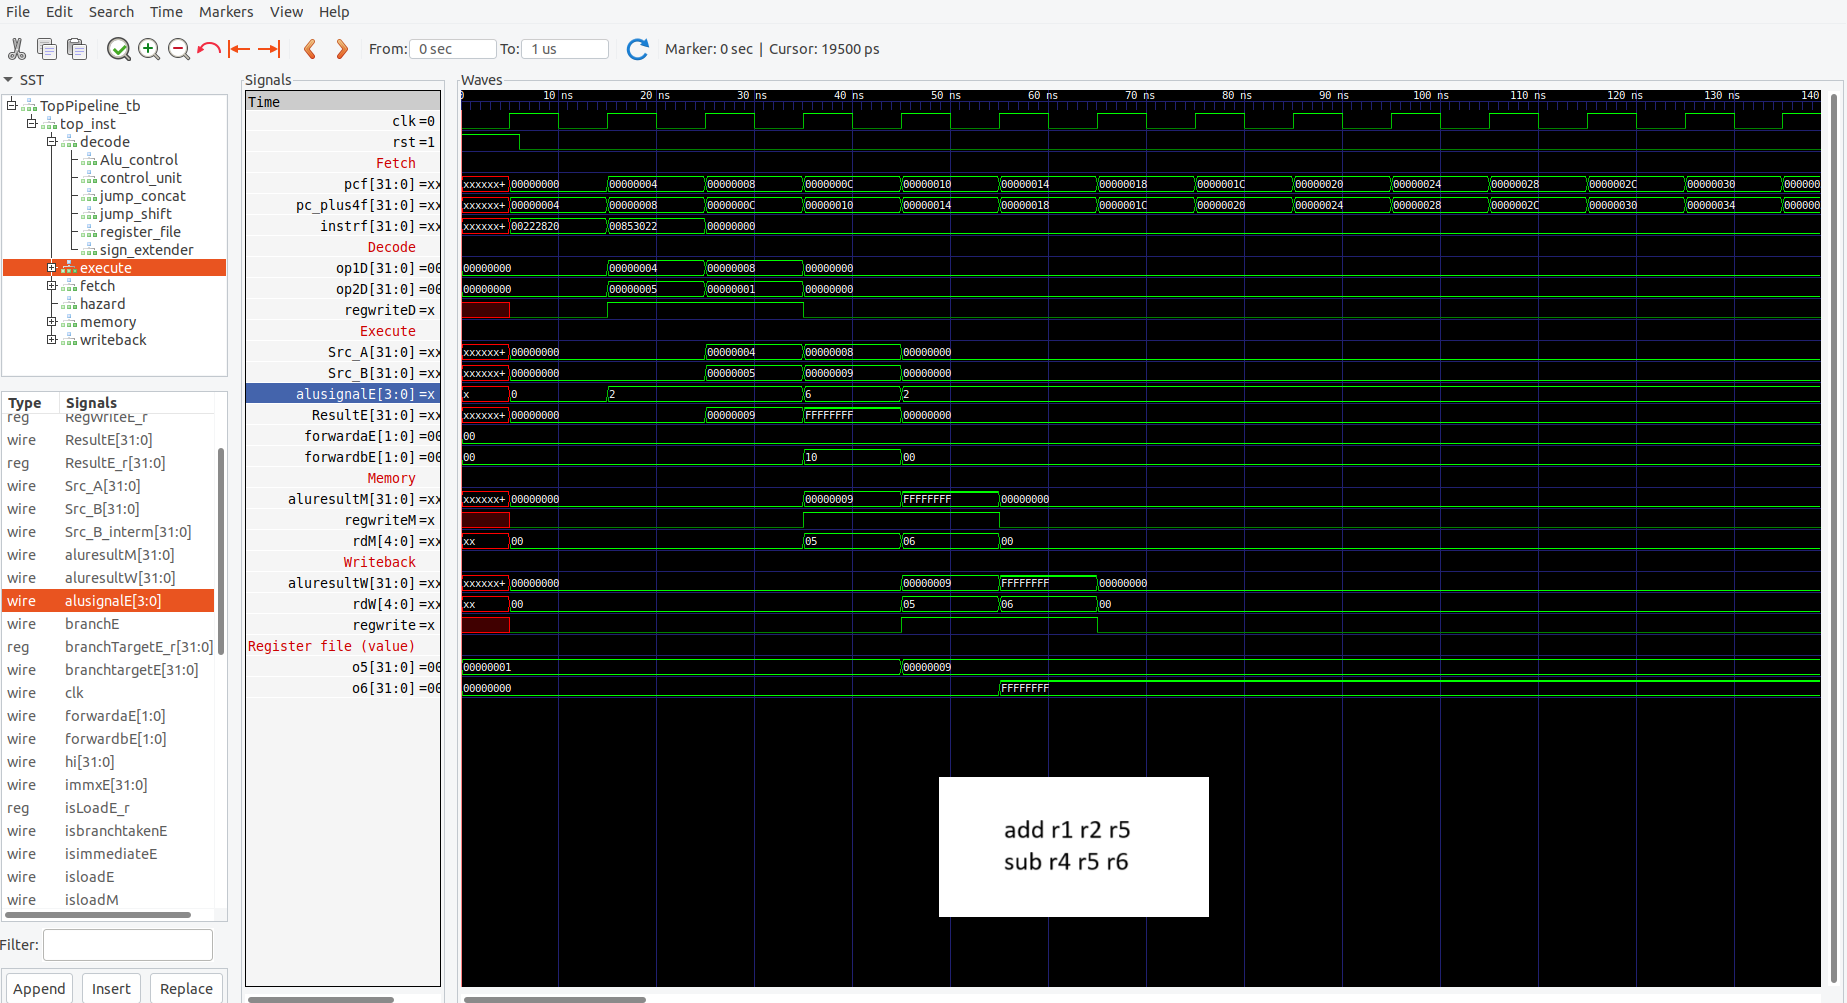 File Edit Search Time Markers View Help
From: 0 sec To: 1 us Marker: 0 sec | Cursor: 19500 ps
SST
TopPipeline_tb
top_inst
decode
Alu_control
control_unit
jump_concat
jump_shift
register_file
sign_extender
execute
fetch
hazard
memory
writeback
Type Signals
reg RegWriteE_r
wire ResultE[31:0]
reg ResultE_r[31:0]
wire Src_A[31:0]
wire Src_B[31:0]
wire Src_B_interm[31:0]
wire aluresultM[31:0]
wire aluresultW[31:0]
wire alusignalE[3:0]
wire branchE
reg branchTargetE_r[31:0]
wire branchtargetE[31:0]
wire clk
wire forwardaE[1:0]
wire forwardbE[1:0]
wire hi[31:0]
wire immxE[31:0]
reg isLoadE_r
wire isbranchtakenE
wire isimmediateE
wire isloadE
wire isloadM
Filter:
Append Insert Replace
Signals
Waves
Time
0 10 ns 20 ns 30 ns 40 ns 50 ns 60 ns 70 ns 80 ns 90 ns 100 ns 110 ns 120 ns 130 ns 140
clk =0
rst =1
Fetch
pcf[31:0] =xx xxxxxx+ 00000000 00000004 00000008 0000000C 00000010 00000014 00000018 0000001C 00000020 00000024 00000028 0000002C 00000030 00000
pc_plus4f[31:0] =xx xxxxxx+ 00000004 00000008 0000000C 00000010 00000014 00000018 0000001C 00000020 00000024 00000028 0000002C 00000030 00000034 00000
instrf[31:0] =xx xxxxxx+ 00222820 00853022 00000000
Decode
op1D[31:0] =00 00000000 00000004 00000008 00000000
op2D[31:0] =00 00000000 00000005 00000001 00000000
regwriteD =x
Execute
Src_A[31:0] =xx xxxxxx+ 00000000 00000004 00000008 00000000
Src_B[31:0] =xx xxxxxx+ 00000000 00000005 00000009 00000000
alusignalE[3:0] =x x 0 2 6 2
ResultE[31:0] =xx xxxxxx+ 00000000 00000009 FFFFFFFF 00000000
forwardaE[1:0] =00 00
forwardbE[1:0] =00 00 10 00
Memory
aluresultM[31:0] =xx xxxxxx+ 00000000 00000009 FFFFFFFF 00000000
regwriteM =x
rdM[4:0] =xx xx 00 05 06 00
Writeback
aluresultW[31:0] =xx xxxxxx+ 00000000 00000009 FFFFFFFF 00000000
rdW[4:0] =xx xx 00 05 06 00
regwrite =x
Register file (value)
o5[31:0] =00 00000001 00000009
o6[31:0] =00 00000000 FFFFFFFF
add r1 r2 r5
sub r4 r5 r6